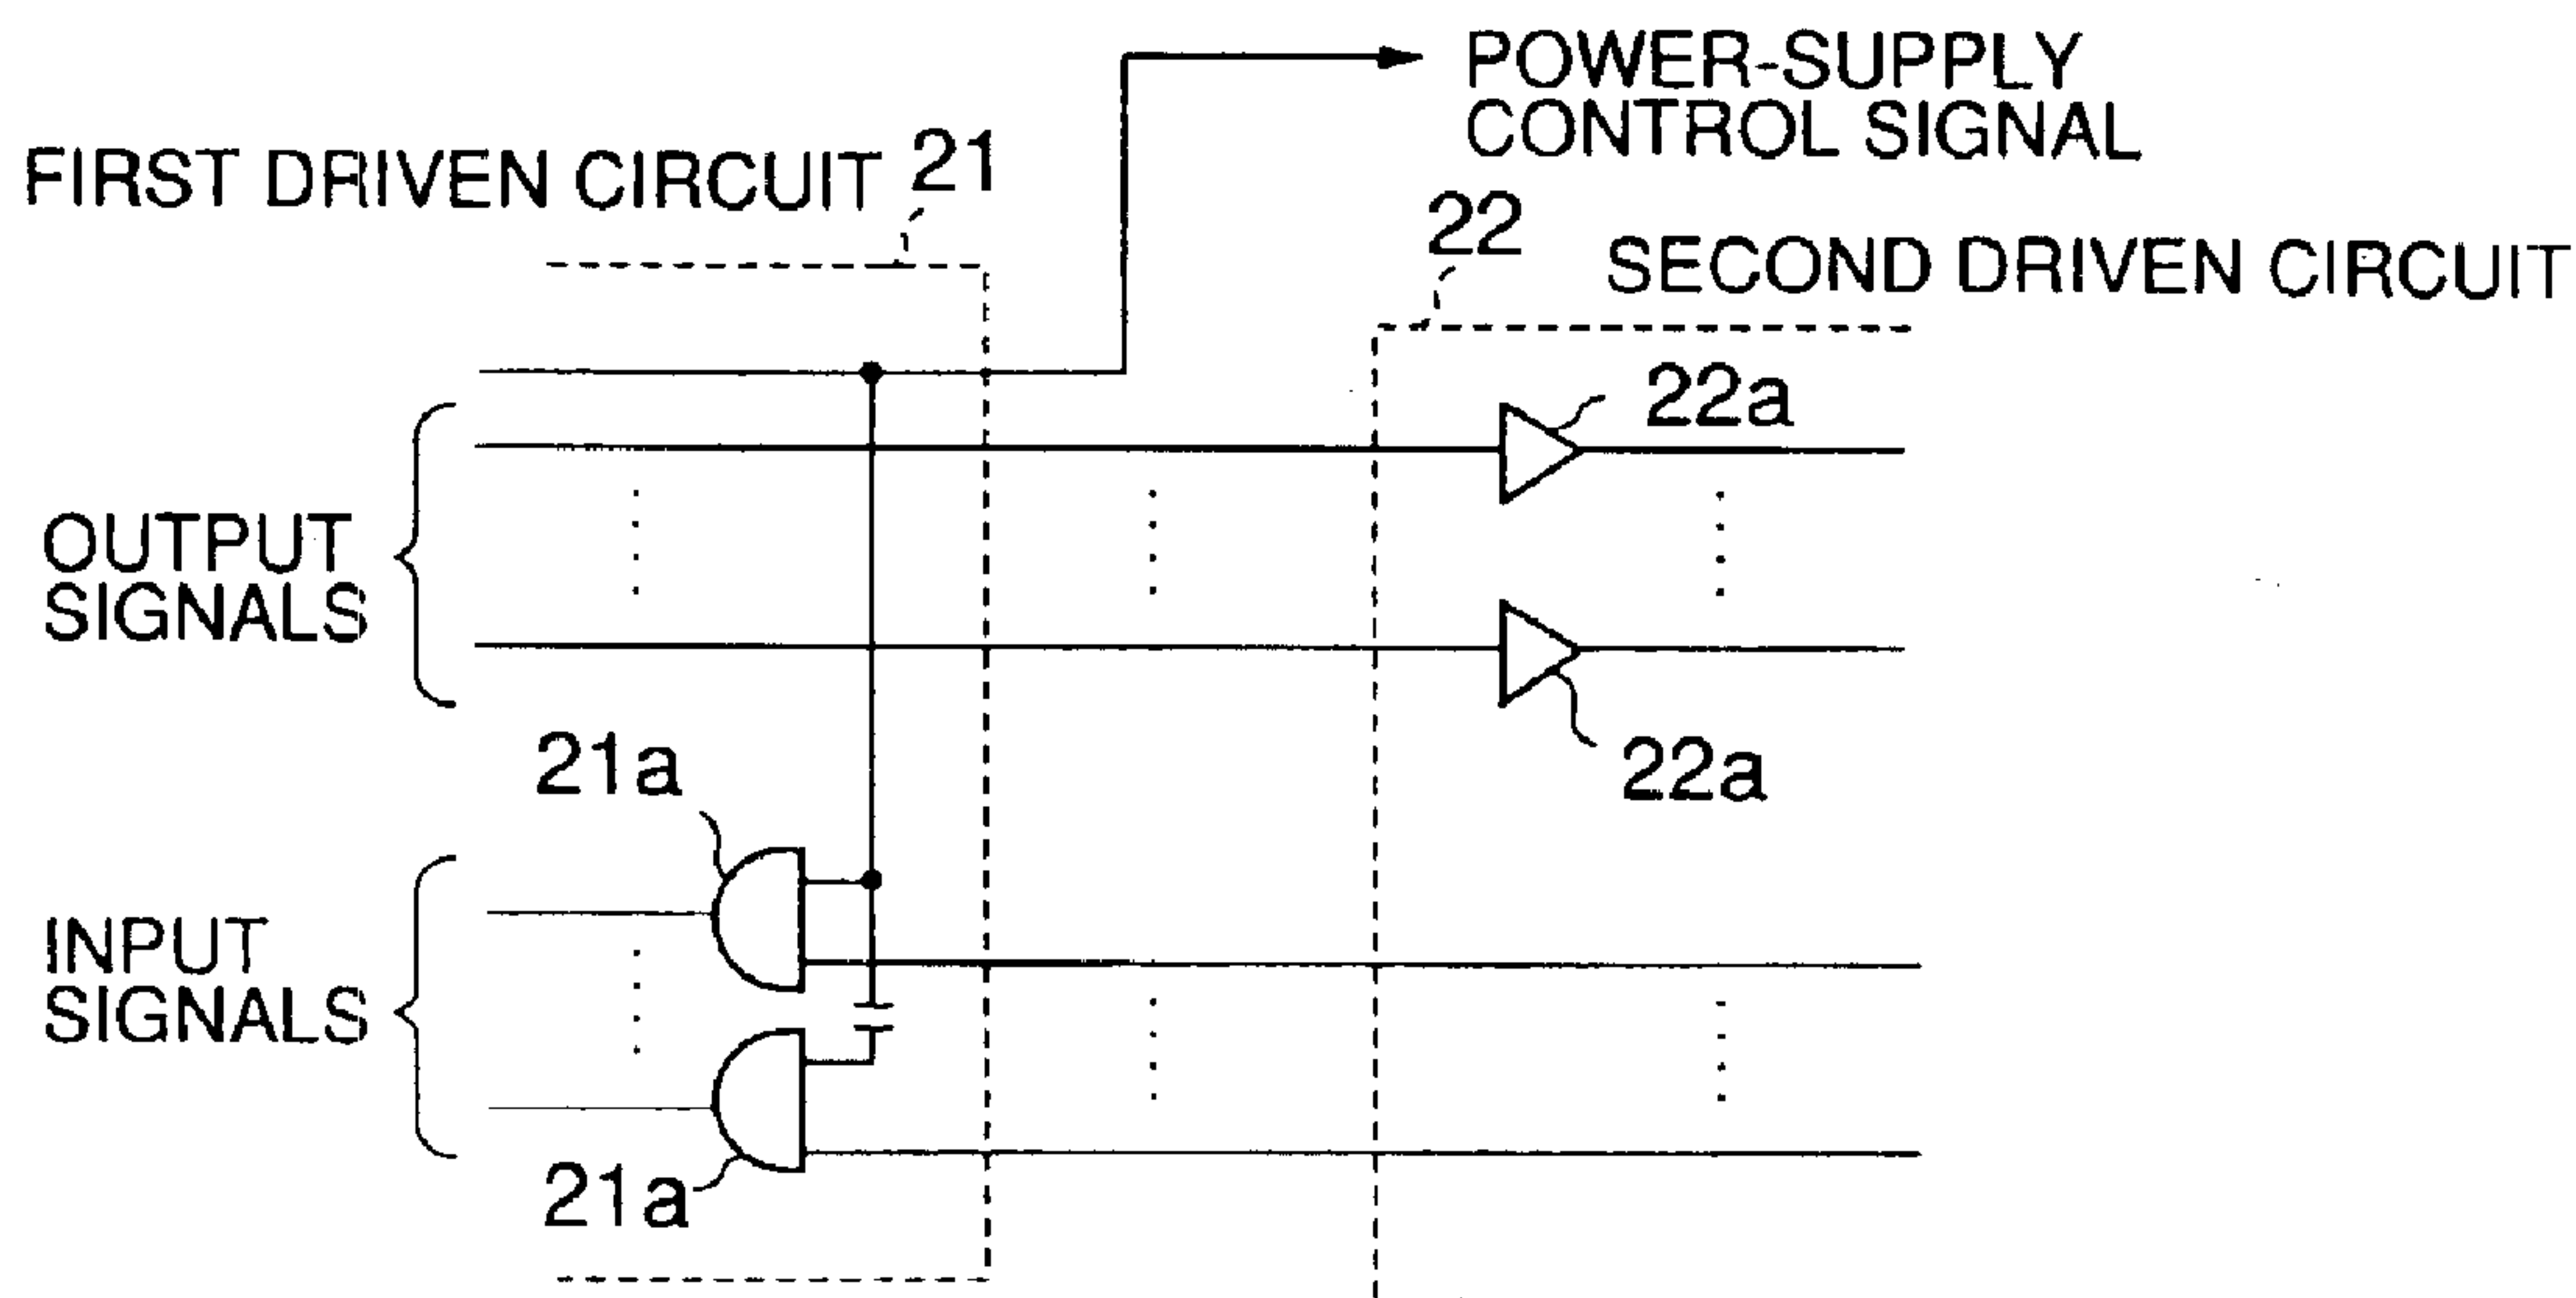 POWER-SUPPLY
CONTROL SIGNAL
FIRST DRIVEN CIRCUIT 21
22
SECOND DRIVEN CIRCUIT
22a
OUTPUT
SIGNALS
22a
21a
INPUT
SIGNALS
21a